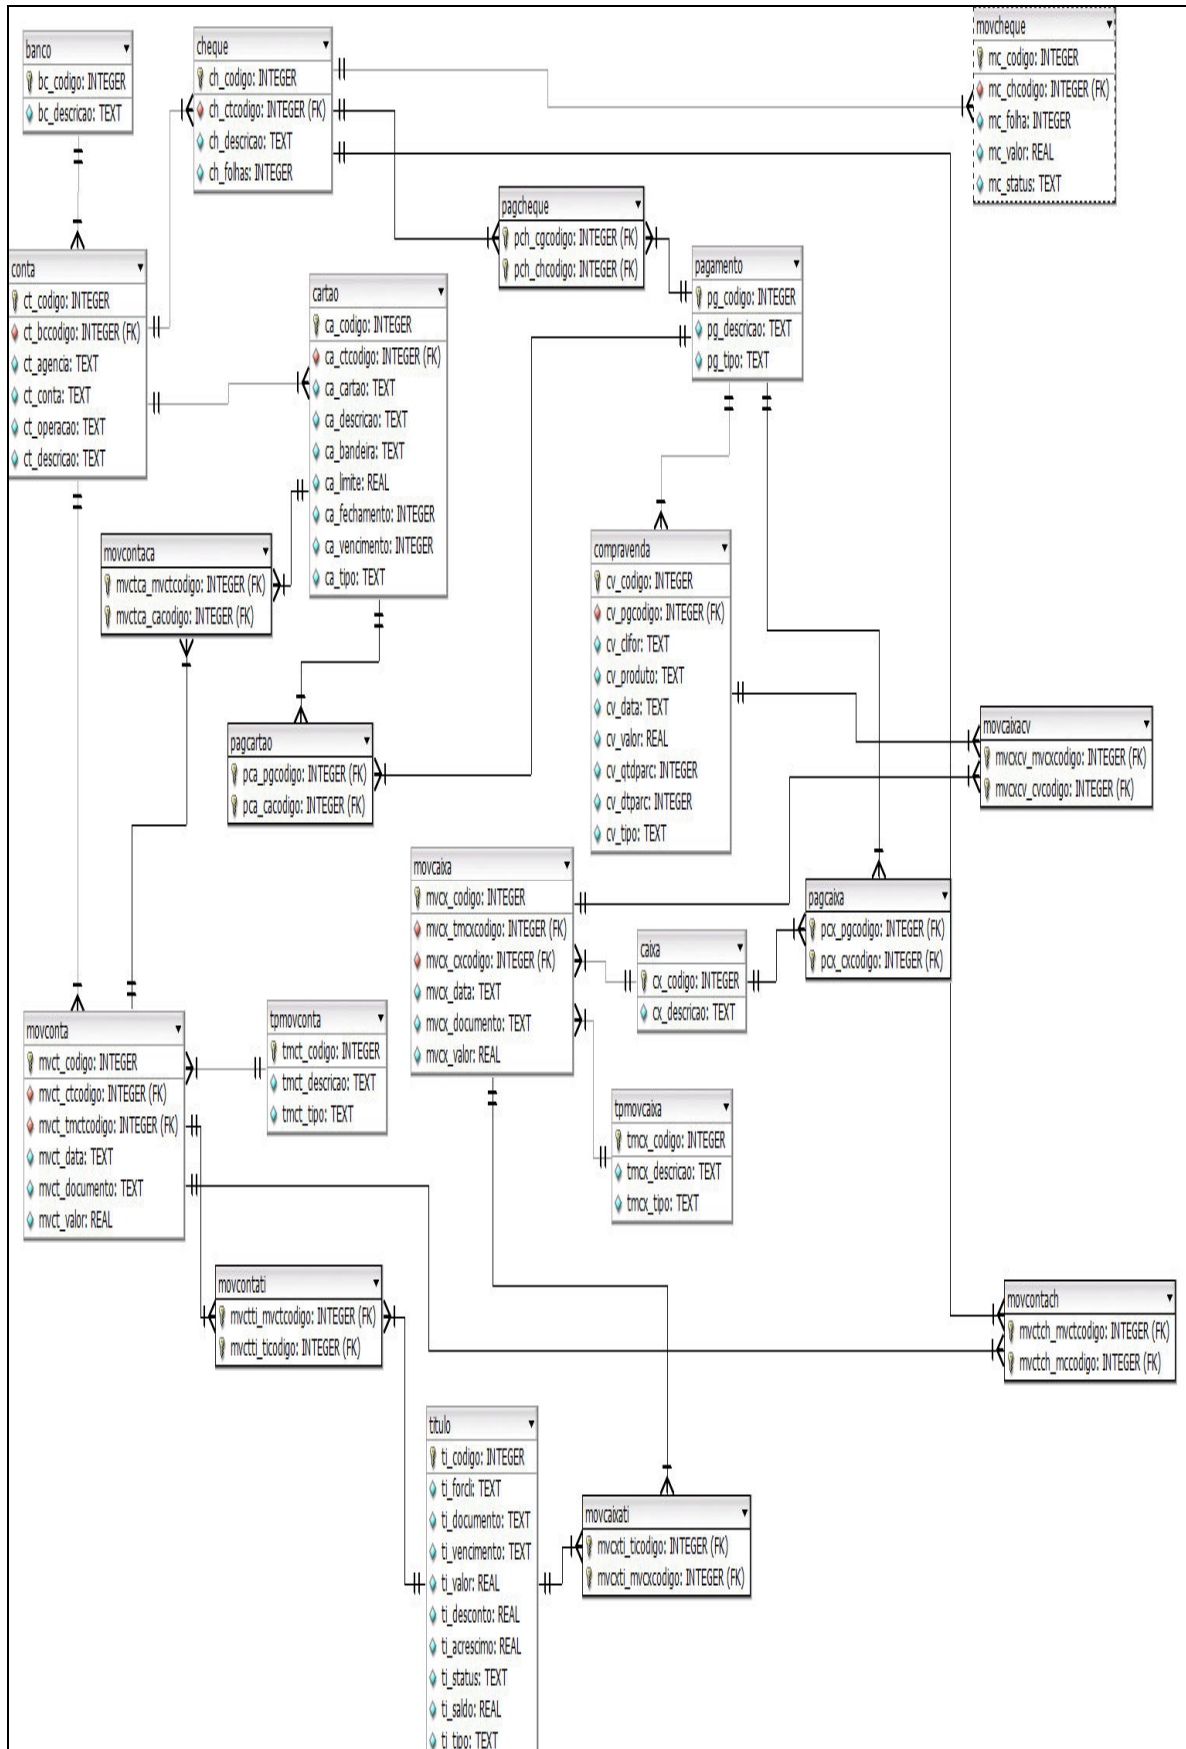 banco
bc_codigo: INTEGER
bc_descricao: TEXT
cheque
ch_codigo: INTEGER
ch_ctcodigo: INTEGER (FK)
ch_descricao: TEXT
ch_folhas: INTEGER
movcheque
mc_codigo: INTEGER
mc_chcodigo: INTEGER (FK)
mc_folha: INTEGER
mc_valor: REAL
mc_status: TEXT
pagcheque
pch_cgcodigo: INTEGER (FK)
pch_chcodigo: INTEGER (FK)
conta
ct_codigo: INTEGER
ct_bccodigo: INTEGER (FK)
ct_agencia: TEXT
ct_conta: TEXT
ct_operacao: TEXT
ct_descricao: TEXT
cartao
ca_codigo: INTEGER
ca_ctcodigo: INTEGER (FK)
ca_cartao: TEXT
ca_descricao: TEXT
ca_bandeira: TEXT
ca_limite: REAL
ca_fechamento: INTEGER
ca_vencimento: INTEGER
ca_tipo: TEXT
pagamento
pg_codigo: INTEGER
pg_descricao: TEXT
pg_tipo: TEXT
movcontaca
mvctca_mvctcodigo: INTEGER (FK)
mvctca_cacodigo: INTEGER (FK)
compravenda
cv_codigo: INTEGER
cv_pgcodigo: INTEGER (FK)
cv_clifor: TEXT
cv_produto: TEXT
cv_data: TEXT
cv_valor: REAL
cv_qtdparc: INTEGER
cv_dtparc: INTEGER
cv_tipo: TEXT
pagcartao
pca_pgcodigo: INTEGER (FK)
pca_cacodigo: INTEGER (FK)
movcaixacv
mvcxcv_mvcxcodigo: INTEGER (FK)
mvcxcv_cvcodigo: INTEGER (FK)
movcaixa
mvcx_codigo: INTEGER
mvcx_tmcxcodigo: INTEGER (FK)
mvcx_cxcodigo: INTEGER (FK)
mvcx_data: TEXT
mvcx_documento: TEXT
mvcx_valor: REAL
caixa
cx_codigo: INTEGER
cx_descricao: TEXT
pagcaixa
pcx_pgcodigo: INTEGER (FK)
pcx_cxcodigo: INTEGER (FK)
movconta
mvct_codigo: INTEGER
mvct_ctcodigo: INTEGER (FK)
mvct_tmctcodigo: INTEGER (FK)
mvct_data: TEXT
mvct_documento: TEXT
mvct_valor: REAL
tpmovconta
tmct_codigo: INTEGER
tmct_descricao: TEXT
tmct_tipo: TEXT
tpmovcaixa
tmcx_codigo: INTEGER
tmcx_descricao: TEXT
tmcx_tipo: TEXT
movcontati
mvctti_mvctcodigo: INTEGER (FK)
mvctti_ticodigo: INTEGER (FK)
movcontach
mvctch_mvctcodigo: INTEGER (FK)
mvctch_mccodigo: INTEGER (FK)
titulo
ti_codigo: INTEGER
ti_forcli: TEXT
ti_documento: TEXT
ti_vencimento: TEXT
ti_valor: REAL
ti_desconto: REAL
ti_acrescimo: REAL
ti_status: TEXT
ti_saldo: REAL
ti_tipo: TEXT
movcaixati
mvcxti_ticodigo: INTEGER (FK)
mvcxti_mvcxcodigo: INTEGER (FK)